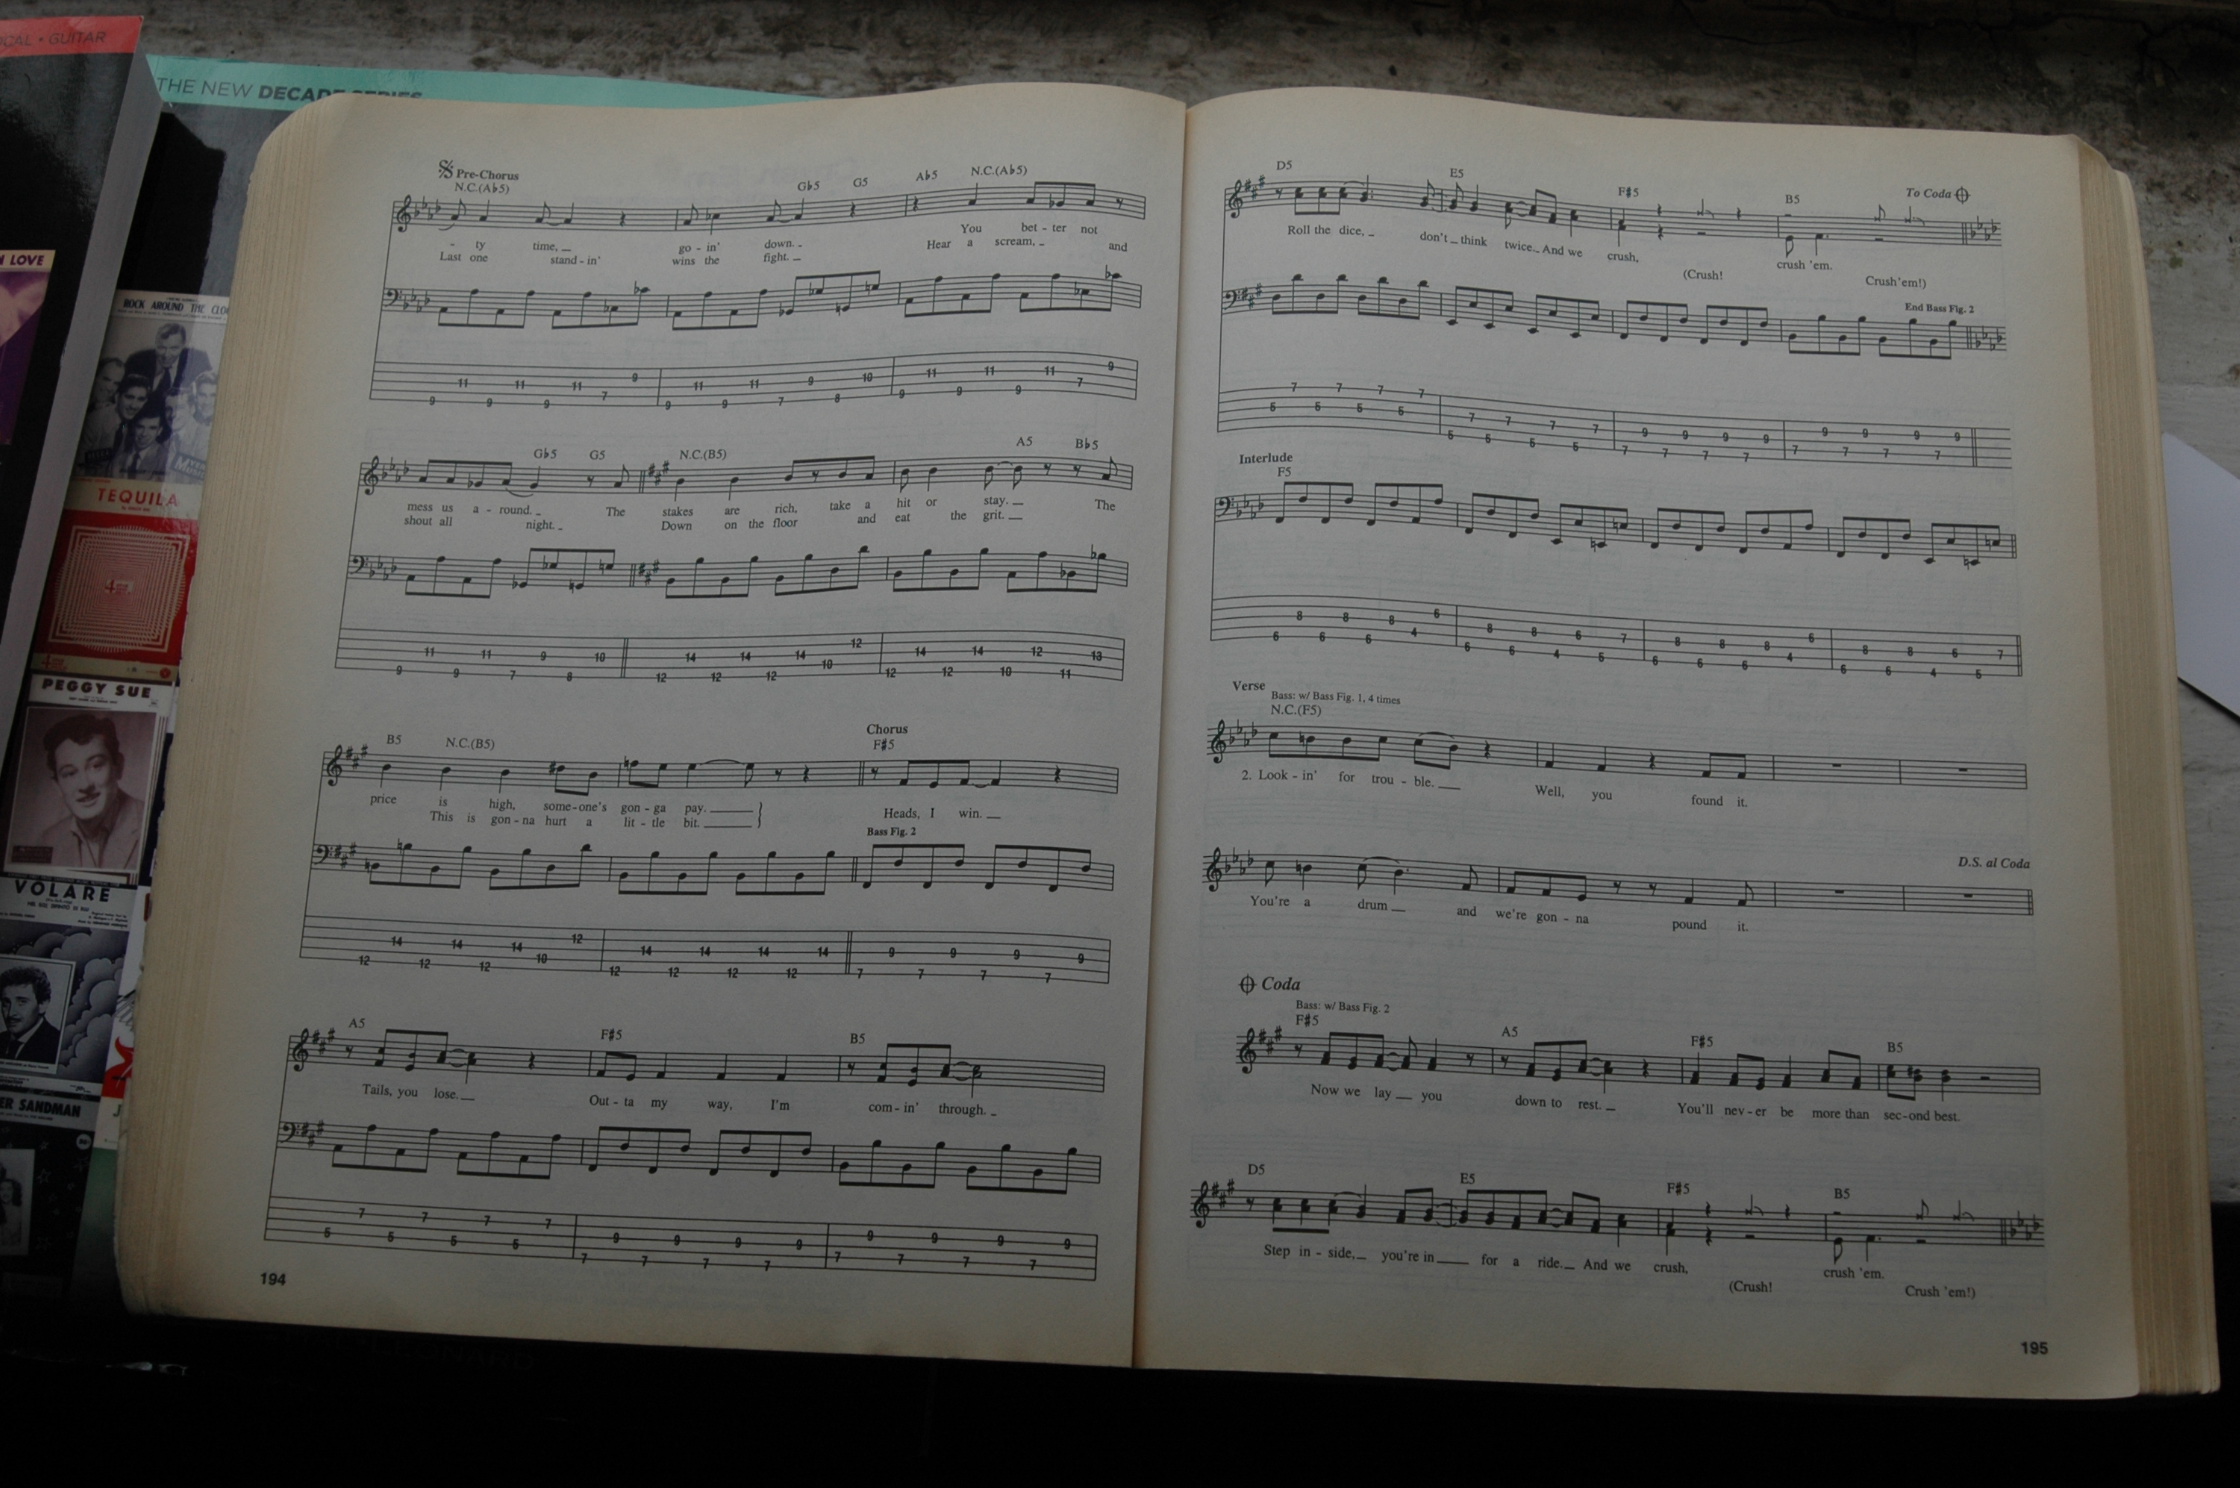 OCAL • GUITAR
THE NEW DECADE SERIES
N LOVE
ROCK AROUND THE CLO
TEQUILA
PEGGY SUE
VOLARE
ER SANDMAN
Pre-Chorus
N.C.(A♭5) G♭5 G5 A♭5 N.C.(A♭5)
- ty time, _ go - in' down. - You bet - ter not
Last one stand - in' wins the fight. _ Hear a scream, - and
11 11 11 9 11 11 9 10 11 11 11 9
9 9 9 7 9 9 7 8 9 9 9 7
G♭5 G5 N.C.(B5) A5 B♭5
mess us a - round. - The stakes are rich, take a hit or stay. _ The
shout all night. - Down on the floor and eat the grit. _
11 11 9 10 14 14 14 12 14 14 12 13
9 9 7 8 12 12 12 10 12 12 10 11
B5 N.C.(B5) Chorus F♯5
price is high, some - one's gon - ga pay. ___ Heads, I win. _
This is gon - na hurt a lit - tle bit. ___
Bass Fig. 2
14 14 14 12 14 14 14 14 9 9 9 9
12 12 12 10 12 12 12 12 7 7 7 7
A5 F♯5 B5
Tails, you lose. _ Out - ta my way, I'm com - in' through. -
7 7 7 7 9 9 9 9 9 9 9 9
5 5 5 5 7 7 7 7 7 7 7 7
194
D5 E5 F♯5 B5 To Coda
Roll the dice, - don't _ think twice. _ And we crush, crush 'em.
(Crush! Crush 'em!)
End Bass Fig. 2
7 7 7 7 7 7 7 7 9 9 9 9 9 9 9 9
5 5 5 5 5 5 5 5 7 7 7 7 7 7 7 7
Interlude
F5
8 8 8 6 8 8 6 7 8 8 8 6 8 8 6 7
6 6 6 4 6 6 4 5 6 6 6 4 6 6 4 5
Verse
Bass: w/ Bass Fig. 1, 4 times
N.C.(F5)
2. Look - in' for trou - ble. __ Well, you found it.
D.S. al Coda
You're a drum _ and we're gon - na pound it.
Coda
Bass: w/ Bass Fig. 2
F♯5 A5 F♯5 B5
Now we lay _ you down to rest. _ You'll nev - er be more than sec - ond best.
D5 E5 F♯5 B5
Step in - side, _ you're in ___ for a ride. _ And we crush, crush 'em.
(Crush! Crush 'em!)
195